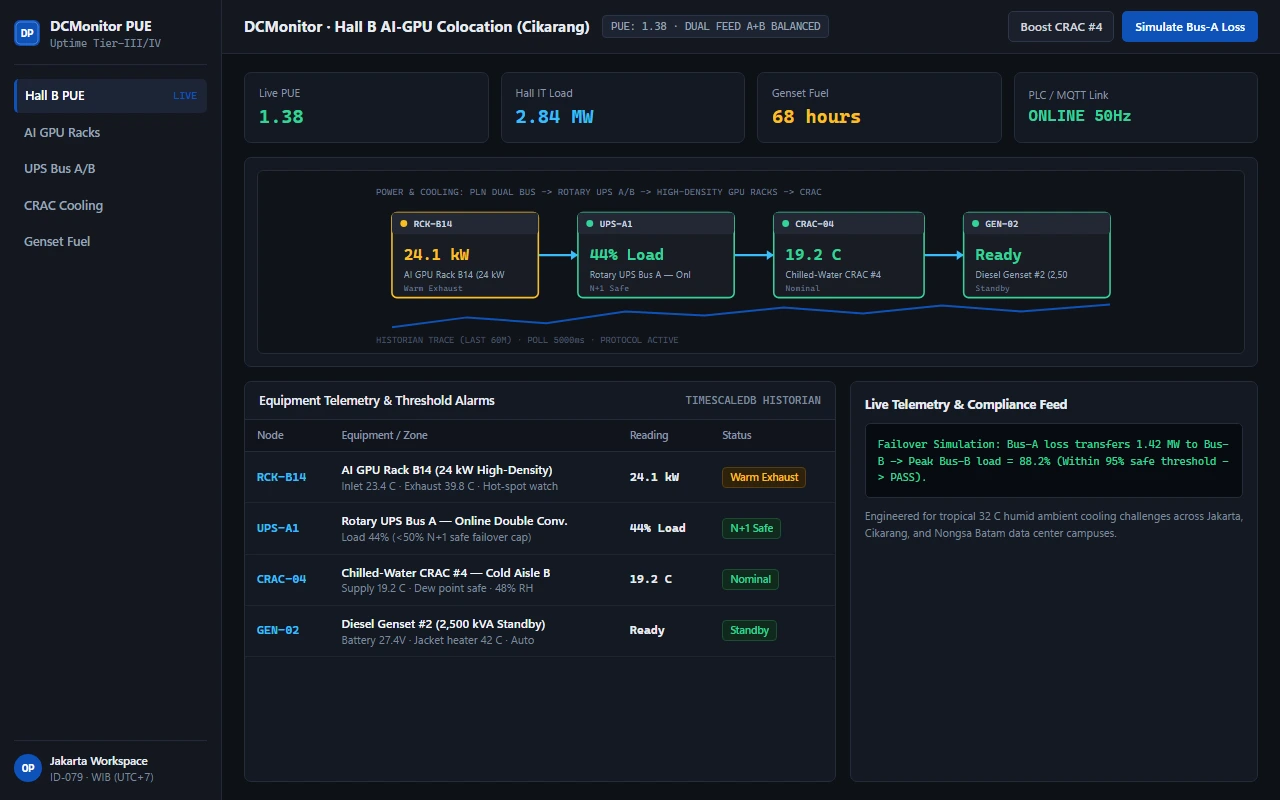 DP
DCMonitor PUE
Uptime Tier-III/IV
Hall B PUE
LIVE
AI GPU Racks
UPS Bus A/B
CRAC Cooling
Genset Fuel
OP
Jakarta Workspace
ID-079 · WIB (UTC+7)
DCMonitor · Hall B AI-GPU Colocation (Cikarang)
PUE: 1.38 · DUAL FEED A+B BALANCED
Boost CRAC #4
Simulate Bus-A Loss
Live PUE
1.38
Hall IT Load
2.84 MW
Genset Fuel
68 hours
PLC / MQTT Link
ONLINE 50Hz
POWER & COOLING: PLN DUAL BUS -> ROTARY UPS A/B -> HIGH-DENSITY GPU RACKS -> CRAC
RCK-B14
24.1 kW
AI GPU Rack B14 (24 kW
Warm Exhaust
UPS-A1
44% Load
Rotary UPS Bus A — Onl
N+1 Safe
CRAC-04
19.2 C
Chilled-Water CRAC #4
Nominal
GEN-02
Ready
Diesel Genset #2 (2,50
Standby
HISTORIAN TRACE (LAST 60M) · POLL 5000ms · PROTOCOL ACTIVE
Equipment Telemetry & Threshold Alarms
TIMESCALEDB HISTORIAN
Node Equipment / Zone Reading Status
RCK-B14
AI GPU Rack B14 (24 kW High-Density)
Inlet 23.4 C · Exhaust 39.8 C · Hot-spot watch
24.1 kW
Warm Exhaust
UPS-A1
Rotary UPS Bus A — Online Double Conv.
Load 44% (<50% N+1 safe failover cap)
44% Load
N+1 Safe
CRAC-04
Chilled-Water CRAC #4 — Cold Aisle B
Supply 19.2 C · Dew point safe · 48% RH
19.2 C
Nominal
GEN-02
Diesel Genset #2 (2,500 kVA Standby)
Battery 27.4V · Jacket heater 42 C · Auto
Ready
Standby
Live Telemetry & Compliance Feed
Failover Simulation: Bus-A loss transfers 1.42 MW to Bus-
B -> Peak Bus-B load = 88.2% (Within 95% safe threshold -
> PASS).
Engineered for tropical 32 C humid ambient cooling challenges across Jakarta,
Cikarang, and Nongsa Batam data center campuses.